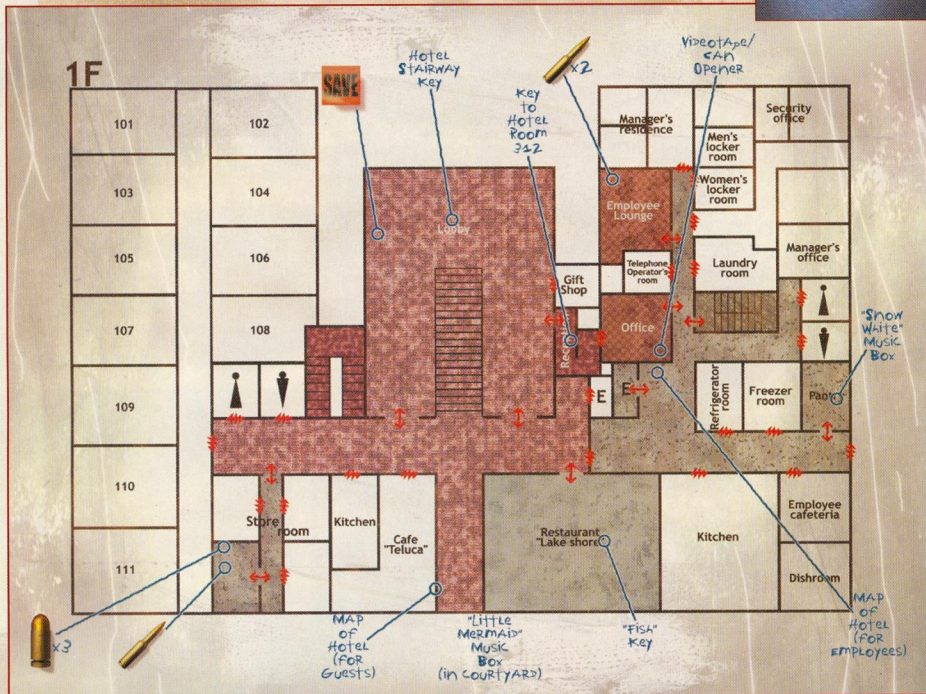 1F
SAVE
HOTEL
STAIRWAY
KEY
x2
VIDEOTAPE/
CAN
OPENER
KEY
TO
HOTEL
ROOM
312
101
102
103
104
105
106
107
108
109
110
111
Lobby
Manager's
residence
Security
office
Men's
locker
room
Women's
locker
room
Employee
Lounge
Telephone
Operator's
room
Laundry
room
Manager's
office
Gift
Shop
Office
E
Refrigerator
room
Freezer
room
"SNOW
WHITE"
MUSIC
BOX
Store
room
Kitchen
Cafe
"Teluca"
Restaurant
"Lake shore"
Kitchen
Employee
cafeteria
Dishroom
x3
MAP
OF
HOTEL
(FOR
GUESTS)
"LITTLE
MERMAID"
MUSIC
BOX
(IN COURTYARD)
"FISH"
KEY
MAP
OF
HOTEL
(FOR
EMPLOYEES)